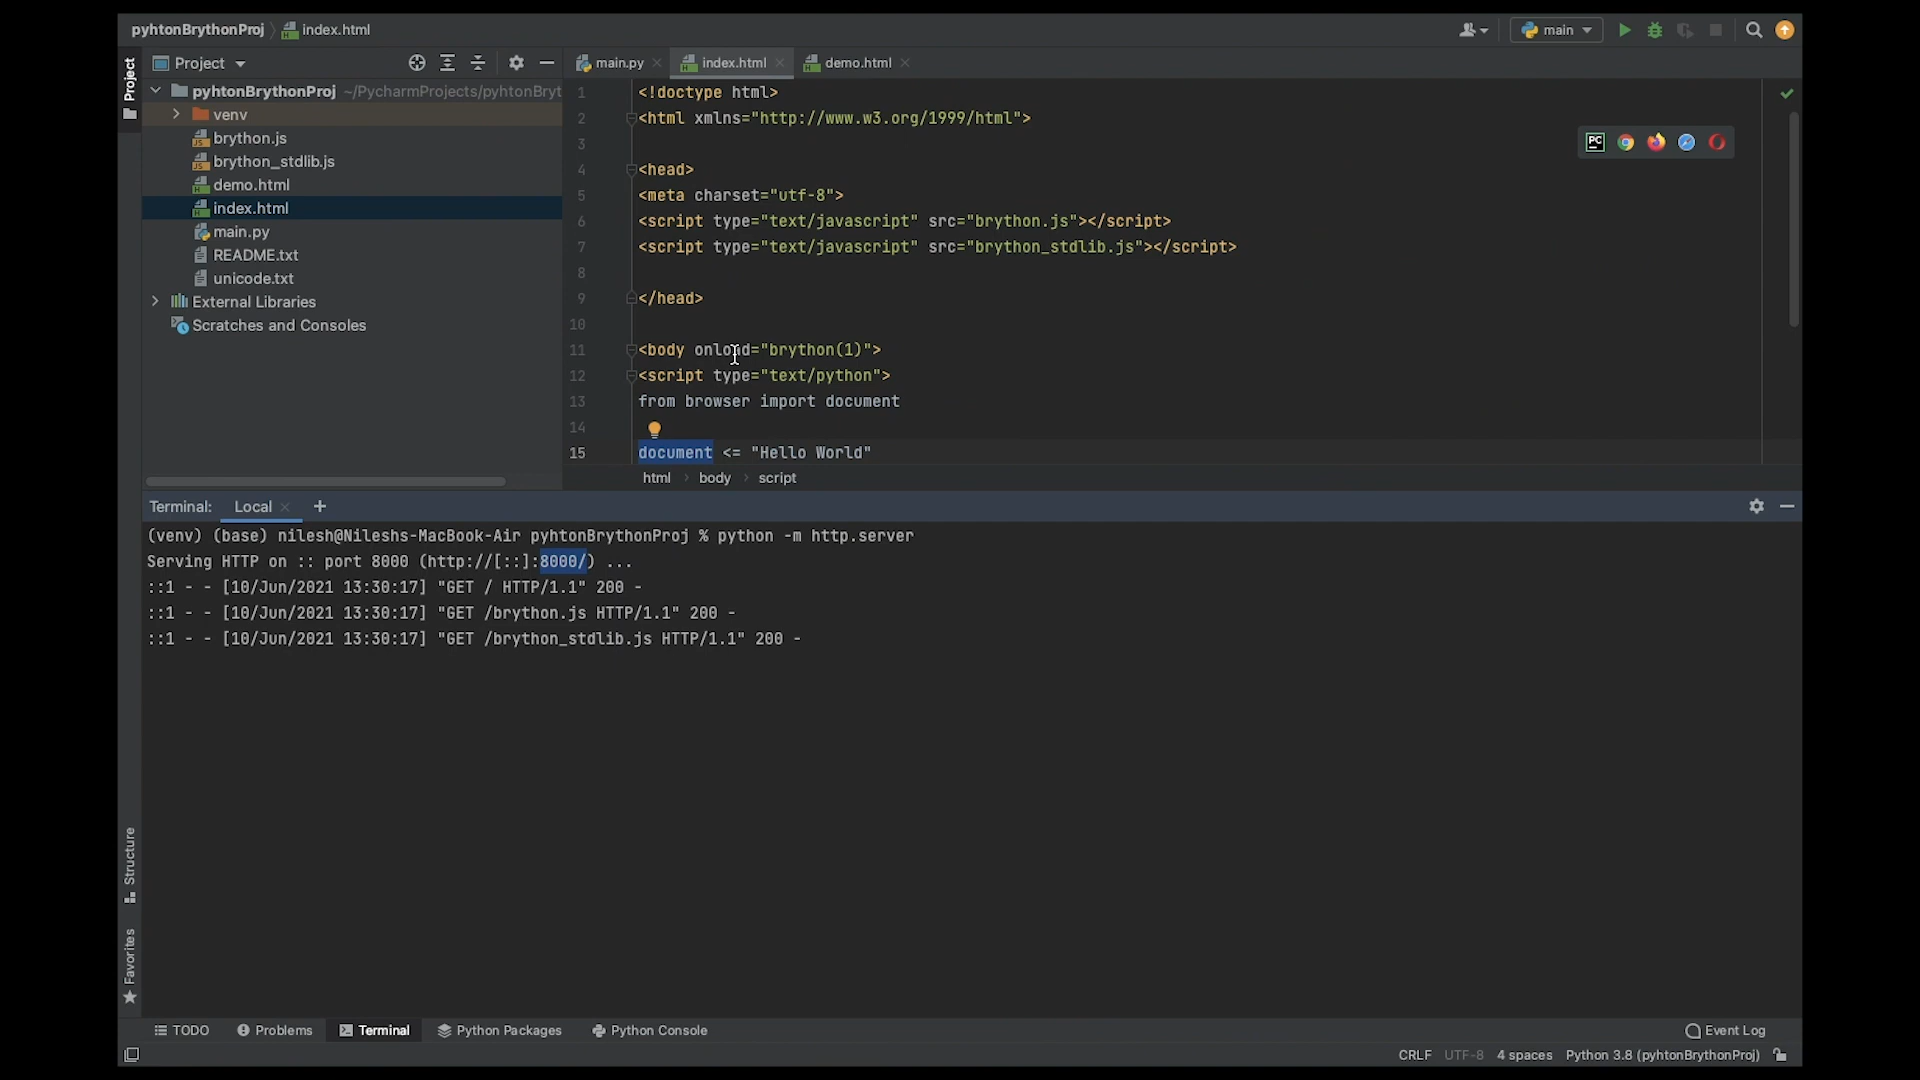 pyhtonBrythonProj index.html
main
Project
Project
main.py
index.html
demo.html
pyhtonBrythonProj ~/PycharmProjects/pyhtonBryt
venv
brython.js
brython_stdlib.js
demo.html
index.html
main.py
README.txt
unicode.txt
External Libraries
Scratches and Consoles
1 <!doctype html>
2 <html xmlns="http://www.w3.org/1999/html">
3
4 <head>
5 <meta charset="utf-8">
6 <script type="text/javascript" src="brython.js"></script>
7 <script type="text/javascript" src="brython_stdlib.js"></script>
8
9 </head>
10
11 <body onload="brython(1)">
12 <script type="text/python">
13 from browser import document
14
15 document <= "Hello World"
html body script
PC
Terminal: Local +
(venv) (base) nilesh@Nileshs-MacBook-Air pyhtonBrythonProj % python -m http.server
Serving HTTP on :: port 8000 (http://[::]:8000/) ...
::1 - - [10/Jun/2021 13:30:17] "GET / HTTP/1.1" 200 -
::1 - - [10/Jun/2021 13:30:17] "GET /brython.js HTTP/1.1" 200 -
::1 - - [10/Jun/2021 13:30:17] "GET /brython_stdlib.js HTTP/1.1" 200 -
Structure
Favorites
TODO Problems Terminal Python Packages Python Console Event Log
CRLF UTF-8 4 spaces Python 3.8 (pyhtonBrythonProj)